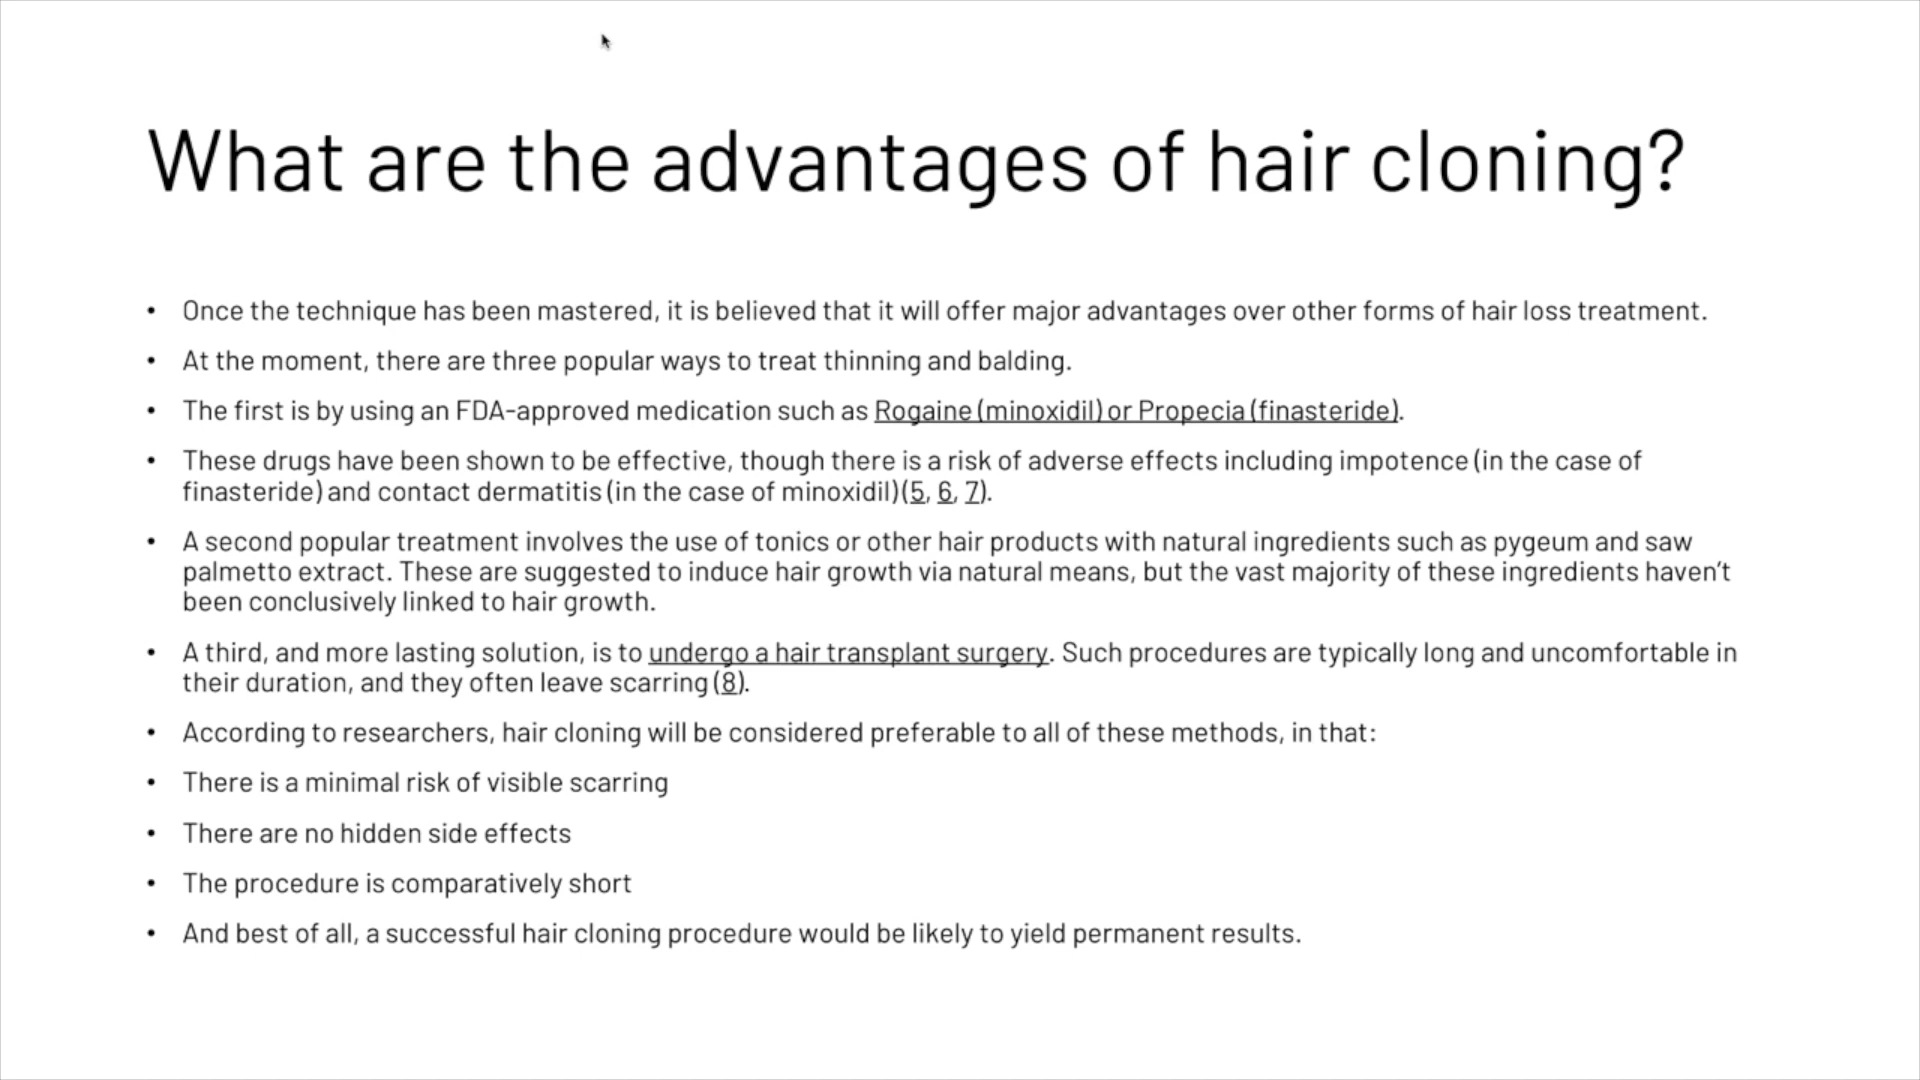 What are the advantages of hair cloning?
• Once the technique has been mastered, it is believed that it will offer major advantages over other forms of hair loss treatment.
• At the moment, there are three popular ways to treat thinning and balding.
• The first is by using an FDA-approved medication such as Rogaine (minoxidil) or Propecia (finasteride).
• These drugs have been shown to be effective, though there is a risk of adverse effects including impotence (in the case of
finasteride) and contact dermatitis (in the case of minoxidil) (5, 6, 7).
• A second popular treatment involves the use of tonics or other hair products with natural ingredients such as pygeum and saw
palmetto extract. These are suggested to induce hair growth via natural means, but the vast majority of these ingredients haven't
been conclusively linked to hair growth.
• A third, and more lasting solution, is to undergo a hair transplant surgery. Such procedures are typically long and uncomfortable in
their duration, and they often leave scarring (8).
• According to researchers, hair cloning will be considered preferable to all of these methods, in that:
• There is a minimal risk of visible scarring
• There are no hidden side effects
• The procedure is comparatively short
• And best of all, a successful hair cloning procedure would be likely to yield permanent results.